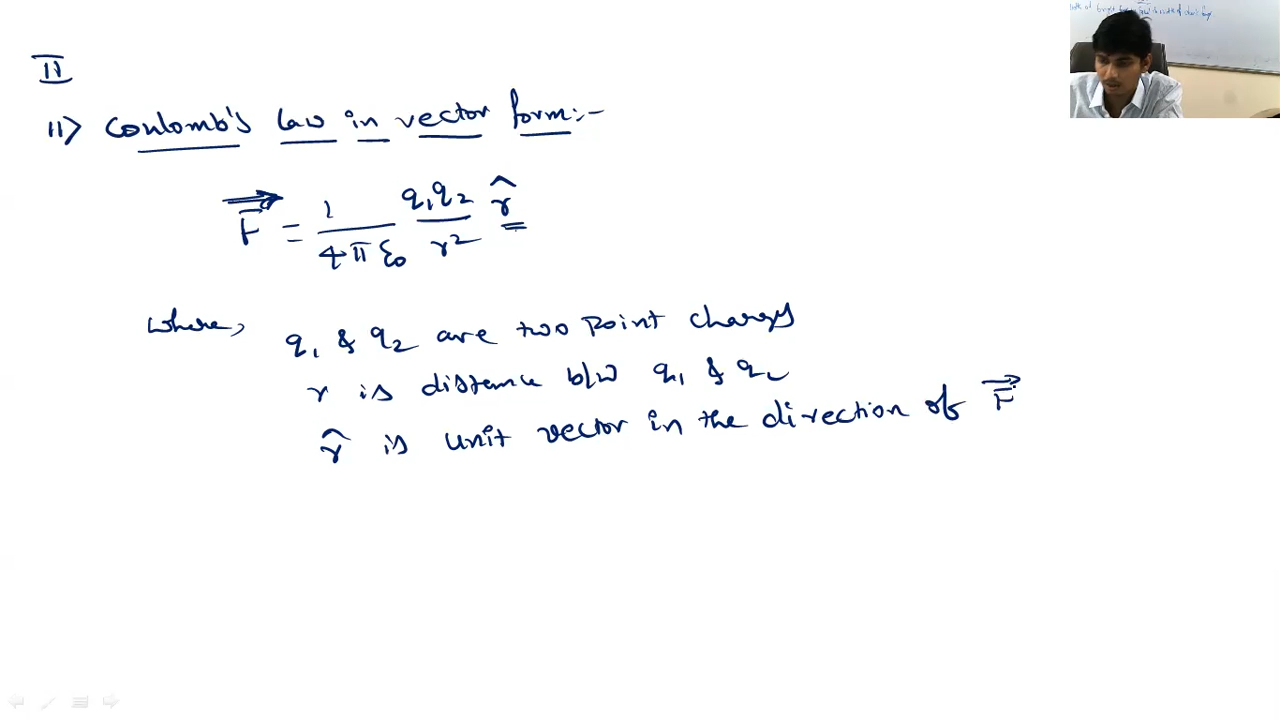 II
11) Coulomb's law in vector form:-
F⃗ = 1/4πε₀ q₁q₂/r² r̂
where, q₁ & q₂ are two point charges
r is distance b/w q₁ & q₂
r̂ is unit vector in the direction of F⃗